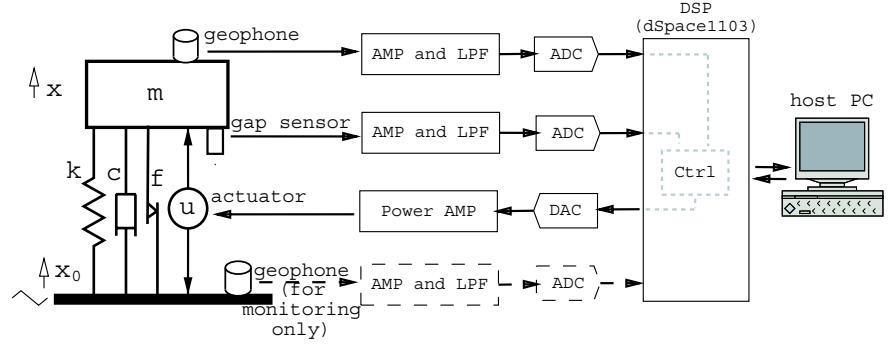 DSP
(dSpace1103)
geophone
AMP and LPF
ADC
x
m
host PC
gap sensor
AMP and LPF
ADC
k
c
f
Ctrl
u
actuator
Power AMP
DAC
x₀
geophone
(for
monitoring
only)
AMP and LPF
ADC